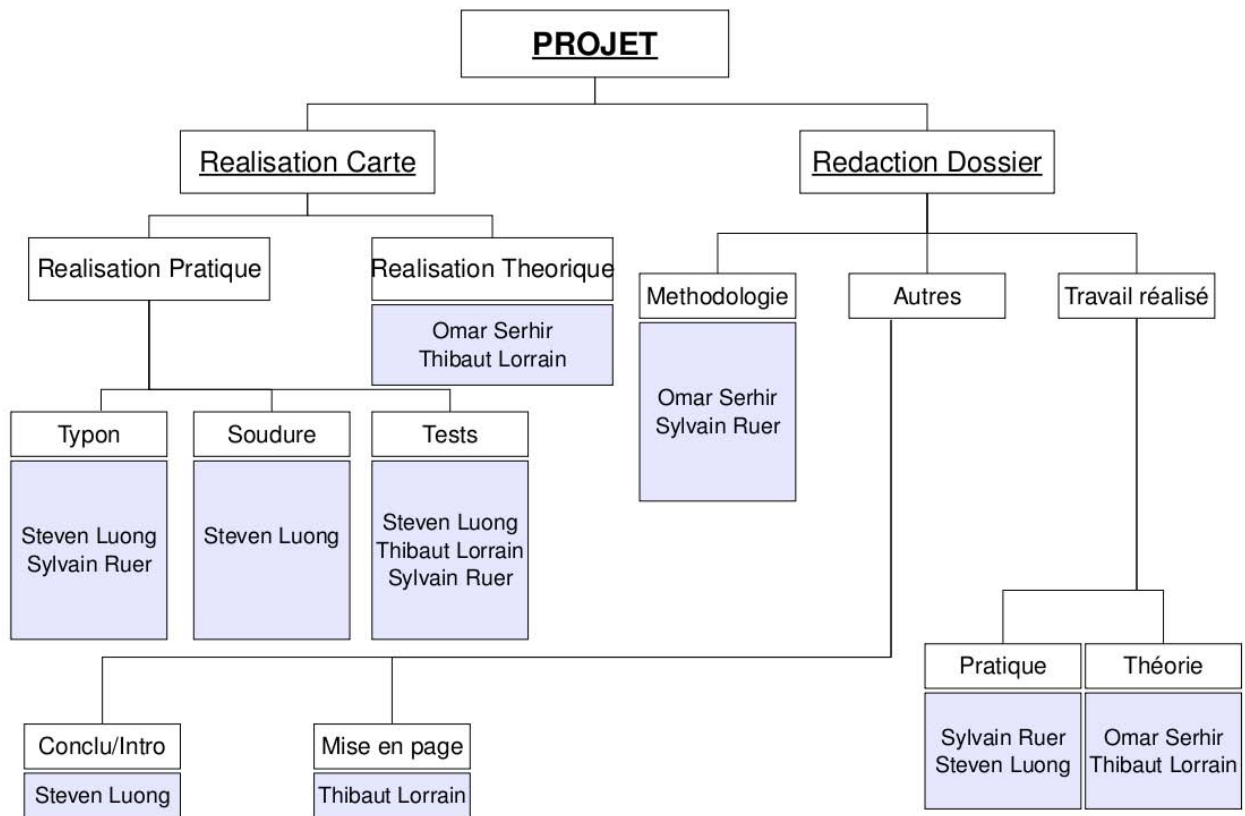 PROJET
Realisation Carte
Redaction Dossier
Realisation Pratique
Realisation Theorique
Omar Serhir
Thibaut Lorrain
Methodologie
Omar Serhir
Sylvain Ruer
Autres
Travail réalisé
Typon
Steven Luong
Sylvain Ruer
Soudure
Steven Luong
Tests
Steven Luong
Thibaut Lorrain
Sylvain Ruer
Pratique
Sylvain Ruer
Steven Luong
Théorie
Omar Serhir
Thibaut Lorrain
Conclu/Intro
Steven Luong
Mise en page
Thibaut Lorrain